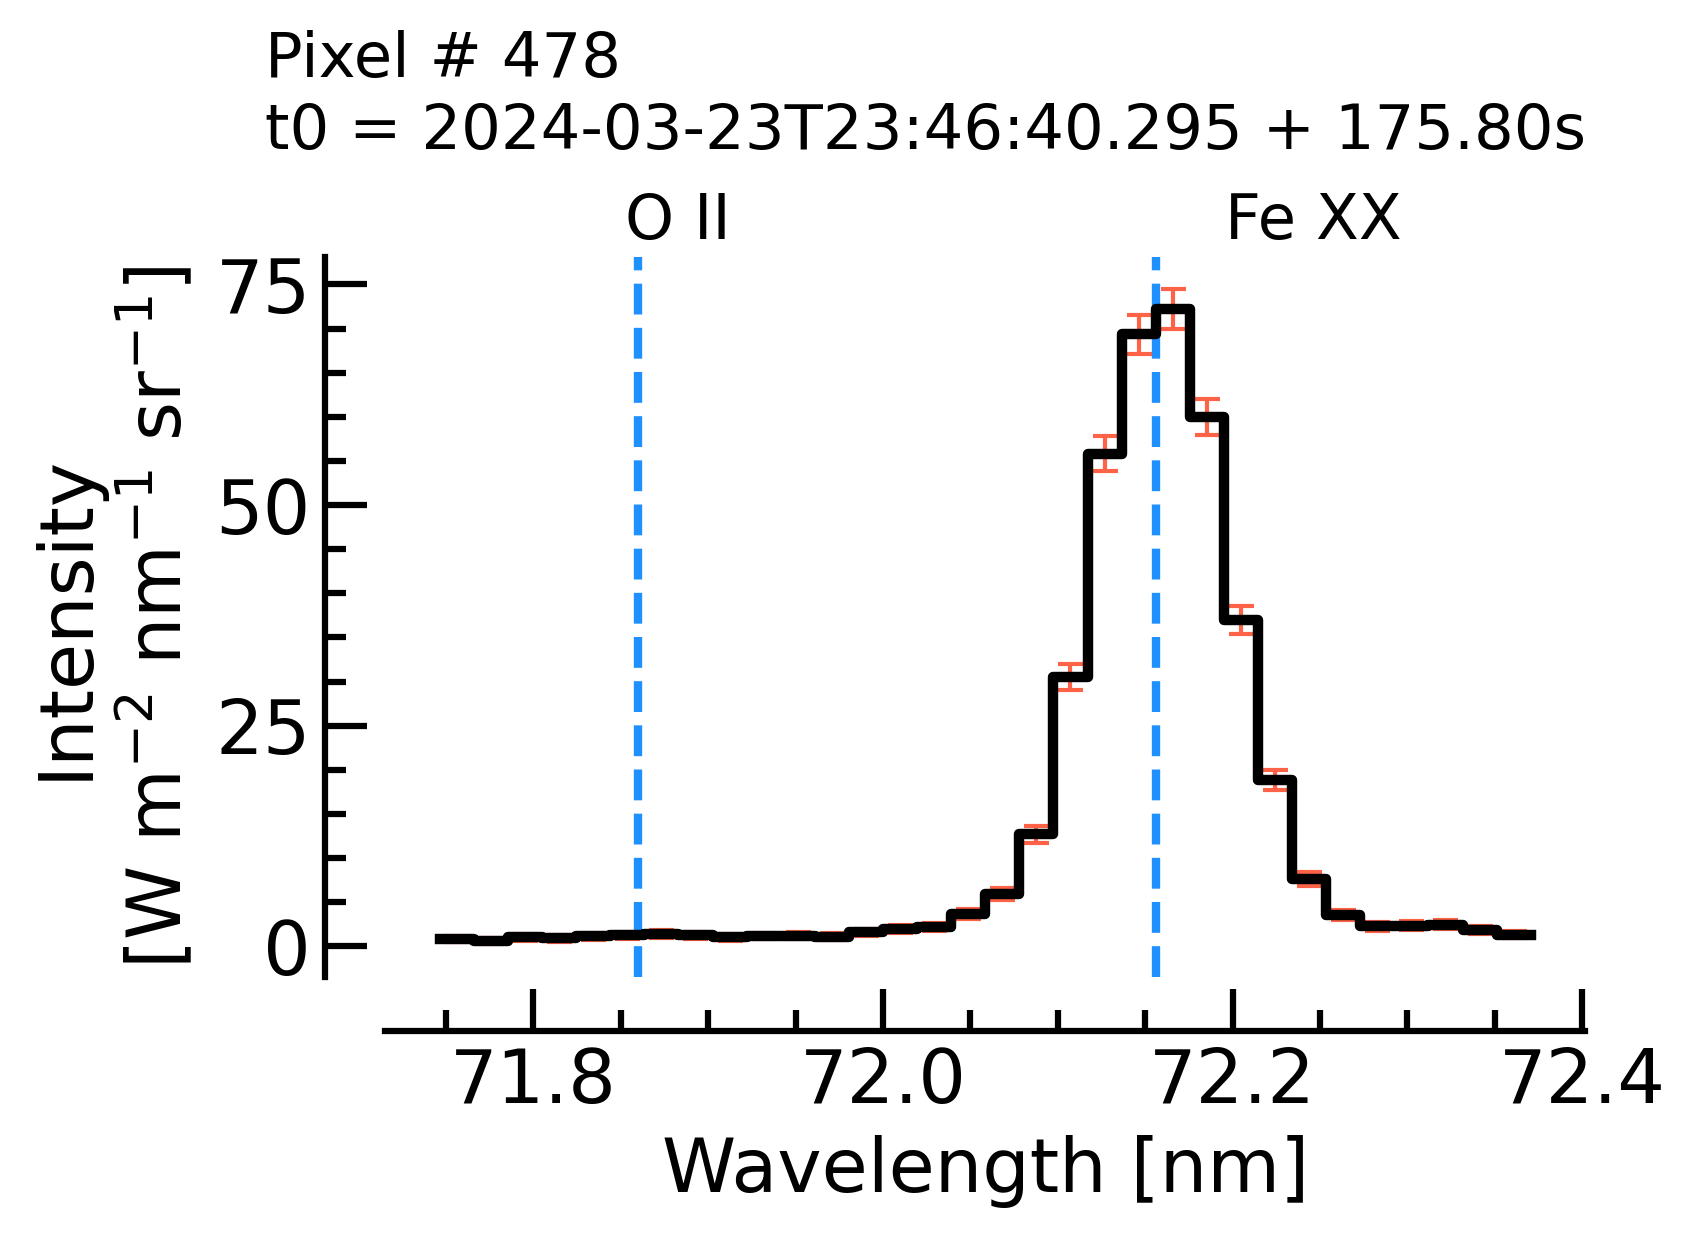 Pixel # 478
t0 = 2024-03-23T23:46:40.295 + 175.80s
O II
Fe XX
Intensity
[W m⁻² nm⁻¹ sr⁻¹]
75
50
25
0
71.8
72.0
72.2
72.4
Wavelength [nm]